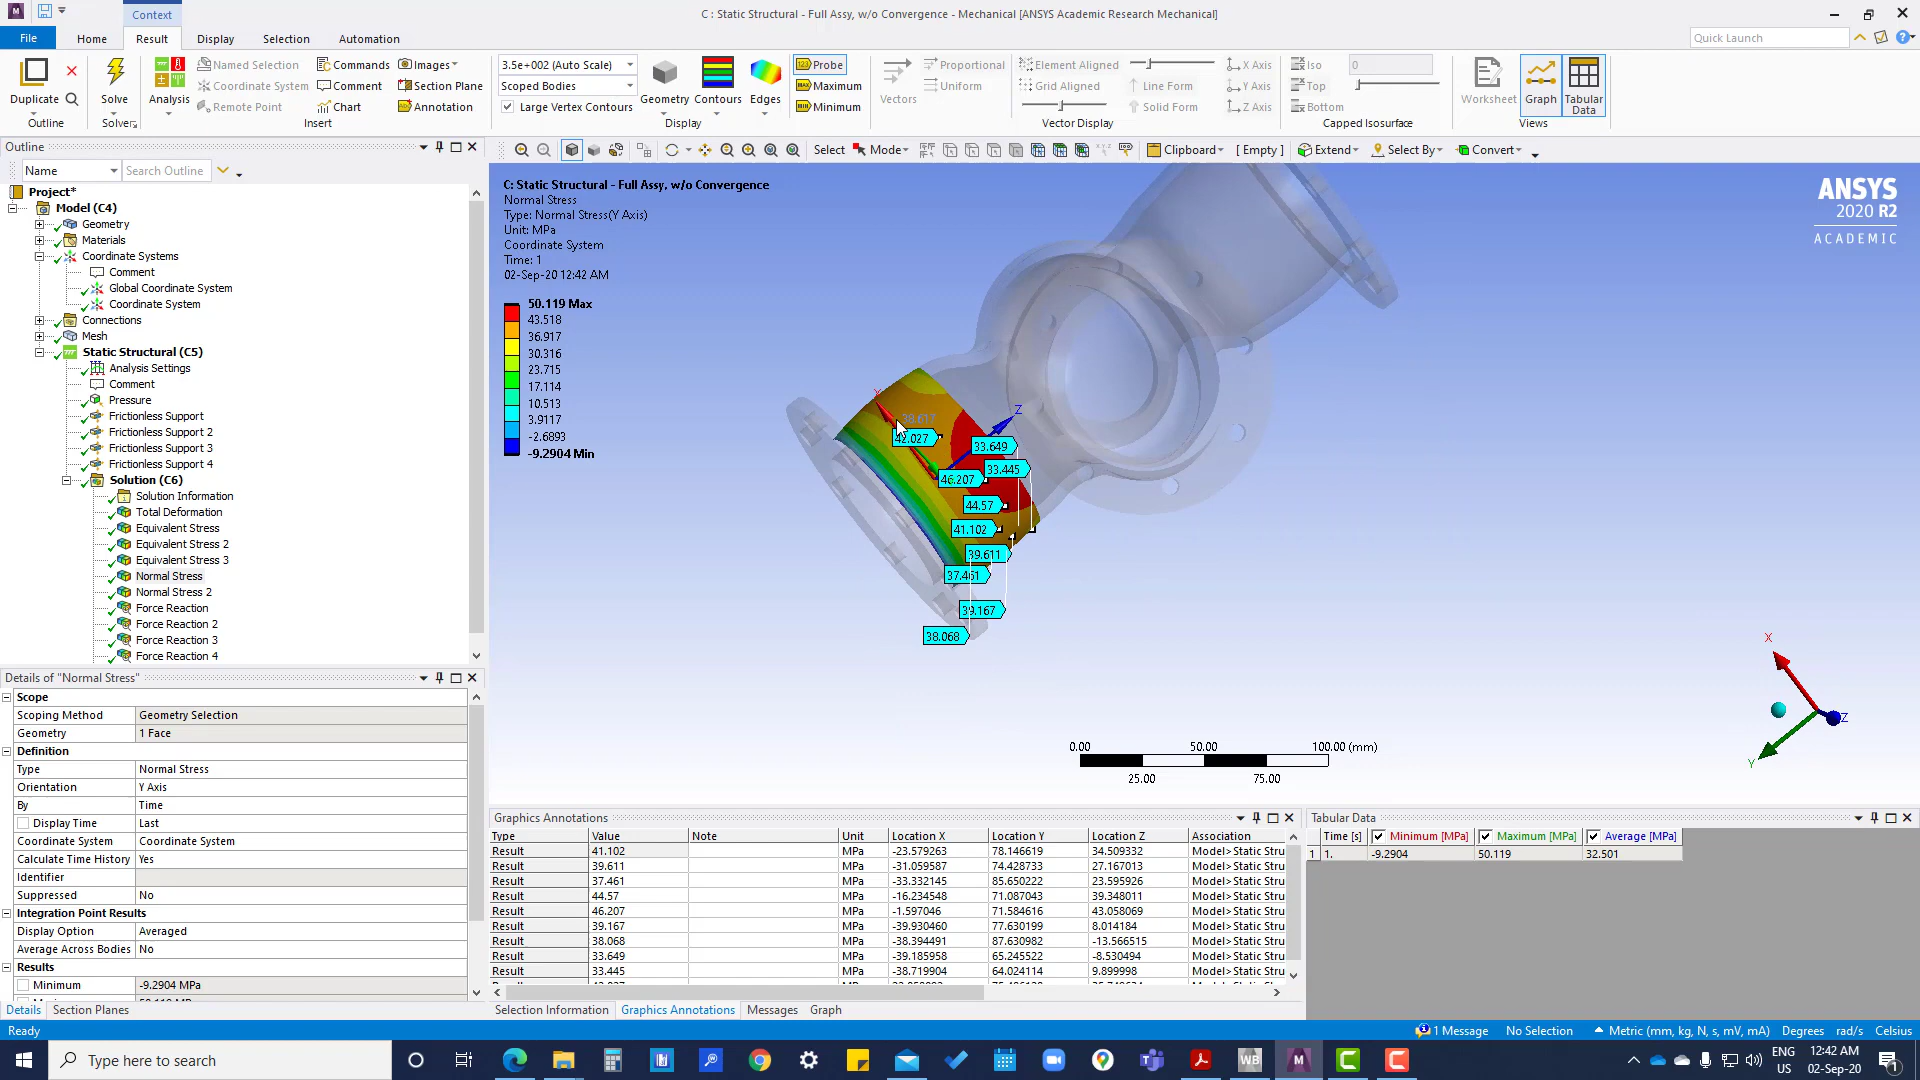 Context
C : Static Structural - Full Assy, w/o Convergence - Mechanical [ANSYS Academic Research Mechanical]
File Home Result Display Selection Automation Quick Launch
Duplicate Solve Analysis
Named Selection Commands Images
Coordinate System Comment Section Plane
Remote Point Chart Annotation
3.5e+002 (Auto Scale)
Scoped Bodies
Large Vertex Contours
Geometry Contours Edges
Probe
Maximum
Minimum
Vectors Proportional Uniform
Element Aligned
Grid Aligned
Line Form
Solid Form
X Axis
Y Axis
Z Axis
Iso 0
Top
Bottom
Worksheet Graph Tabular Data
Outline Solver Insert Display Vector Display Capped Isosurface Views
Outline
Select Mode Clipboard [ Empty ] Extend Select By Convert
Name Search Outline
Project*
Model (C4)
Geometry
Materials
Coordinate Systems
Comment
Global Coordinate System
Coordinate System
Connections
Mesh
Static Structural (C5)
Analysis Settings
Comment
Pressure
Frictionless Support
Frictionless Support 2
Frictionless Support 3
Frictionless Support 4
Solution (C6)
Solution Information
Total Deformation
Equivalent Stress
Equivalent Stress 2
Equivalent Stress 3
Normal Stress
Normal Stress 2
Force Reaction
Force Reaction 2
Force Reaction 3
Force Reaction 4
C: Static Structural - Full Assy, w/o Convergence
Normal Stress
Type: Normal Stress(Y Axis)
Unit: MPa
Coordinate System
Time: 1
02-Sep-20 12:42 AM
50.119 Max
43.518
36.917
30.316
23.715
17.114
10.513
3.9117
-2.6893
-9.2904 Min
ANSYS
2020 R2
ACADEMIC
X
Z
38.617
42.027
33.649
33.445
46.207
44.57
41.102
39.611
37.461
39.167
38.068
X
Z
Y
0.00 50.00 100.00 (mm)
25.00 75.00
Details of "Normal Stress"
Scope
Scoping Method Geometry Selection
Geometry 1 Face
Definition
Type Normal Stress
Orientation Y Axis
By Time
Display Time Last
Coordinate System Coordinate System
Calculate Time History Yes
Identifier
Suppressed No
Integration Point Results
Display Option Averaged
Average Across Bodies No
Results
Minimum -9.2904 MPa
Details Section Planes
Graphics Annotations
Type Value Note Unit Location X Location Y Location Z Association
Result 41.102 MPa -23.579263 78.146619 34.509332 Model>Static Stru
Result 39.611 MPa -31.059587 74.428733 27.167013 Model>Static Stru
Result 37.461 MPa -33.332145 85.650222 23.595926 Model>Static Stru
Result 44.57 MPa -16.234548 71.087043 39.348011 Model>Static Stru
Result 46.207 MPa -1.597046 71.584616 43.058069 Model>Static Stru
Result 39.167 MPa -39.930460 77.630199 8.014184 Model>Static Stru
Result 38.068 MPa -38.394491 87.630982 -13.566515 Model>Static Stru
Result 33.649 MPa -39.185958 65.245522 -8.530494 Model>Static Stru
Result 33.445 MPa -38.719904 64.024114 9.899998 Model>Static Stru
Selection Information Graphics Annotations Messages Graph
Tabular Data
Time [s] Minimum [MPa] Maximum [MPa] Average [MPa]
1 1. -9.2904 50.119 32.501
Ready 1 Message No Selection Metric (mm, kg, N, s, mV, mA) Degrees rad/s Celsius
Type here to search
ENG
US
12:42 AM
02-Sep-20
1